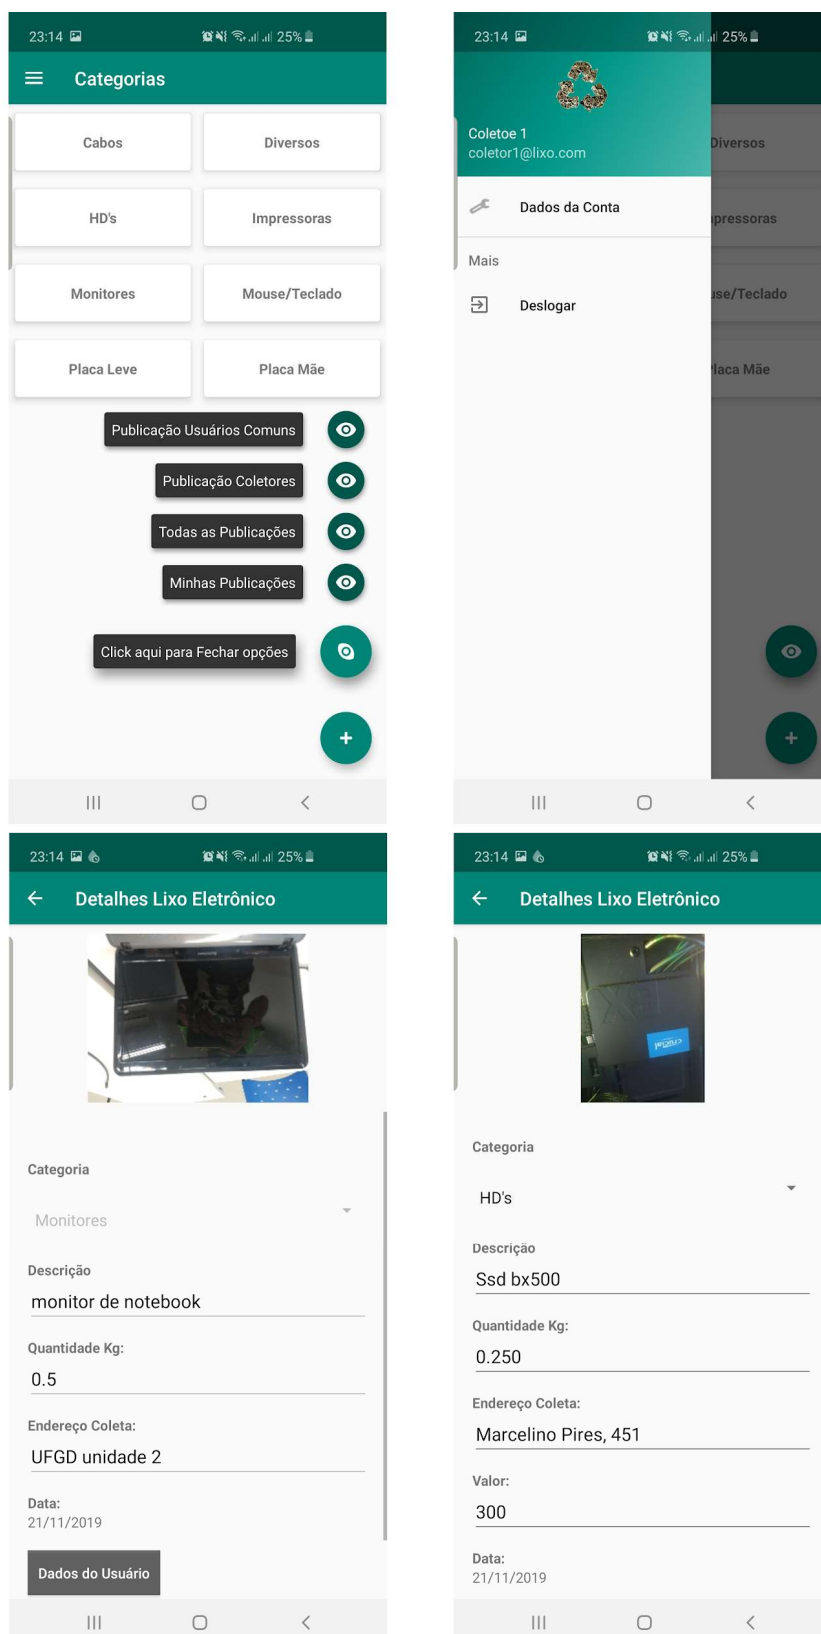 23:14 25%
Categorias
Cabos Diversos
HD's Impressoras
Monitores Mouse/Teclado
Placa Leve Placa Mãe
Publicação Usuários Comuns
Publicação Coletores
Todas as Publicações
Minhas Publicações
Click aqui para Fechar opções
23:14 25%
Coletoe 1
coletor1@lixo.com
Diversos
Dados da Conta
pressoras
Mais
use/Teclado
Deslogar
laca Mãe
23:14 25%
Detalhes Lixo Eletrônico
Categoria
Monitores
Descrição
monitor de notebook
Quantidade Kg:
0.5
Endereço Coleta:
UFGD unidade 2
Data:
21/11/2019
Dados do Usuário
23:14 25%
Detalhes Lixo Eletrônico
crucial
Categoria
HD's
Descrição
Ssd bx500
Quantidade Kg:
0.250
Endereço Coleta:
Marcelino Pires, 451
Valor:
300
Data:
21/11/2019